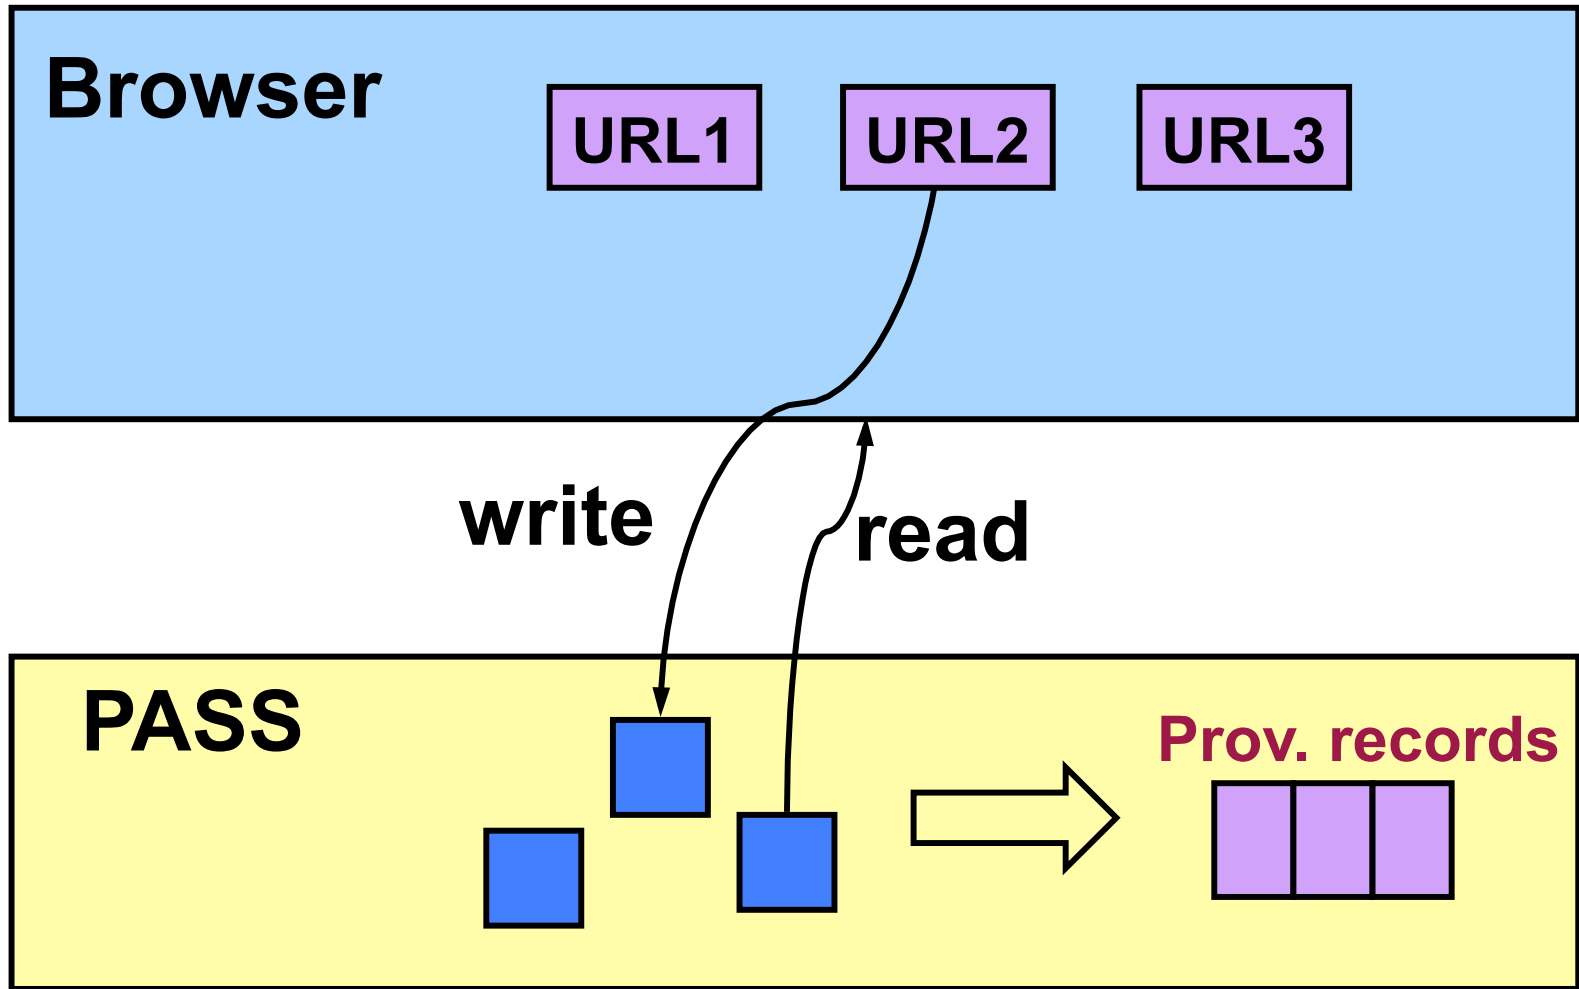 Browser
URL1
URL2
URL3
write
read
PASS
Prov. records